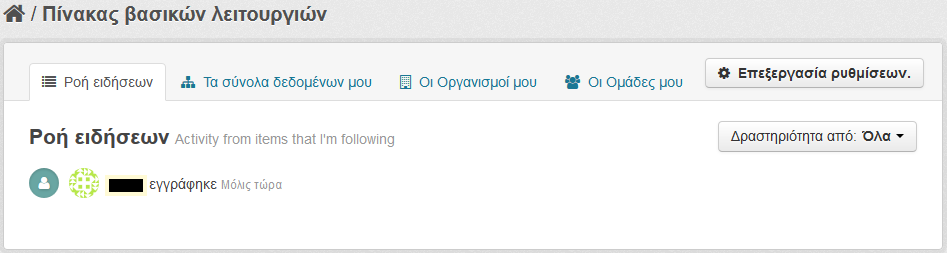 / Πίνακας βασικών λειτουργιών
Ροή ειδήσεων Τα σύνολα δεδομένων μου Οι Οργανισμοί μου Οι Ομάδες μου Επεξεργασία ρυθμίσεων.
Ροή ειδήσεων Activity from items that I'm following Δραστηριότητα από: Όλα
εγγράφηκε Μόλις τώρα